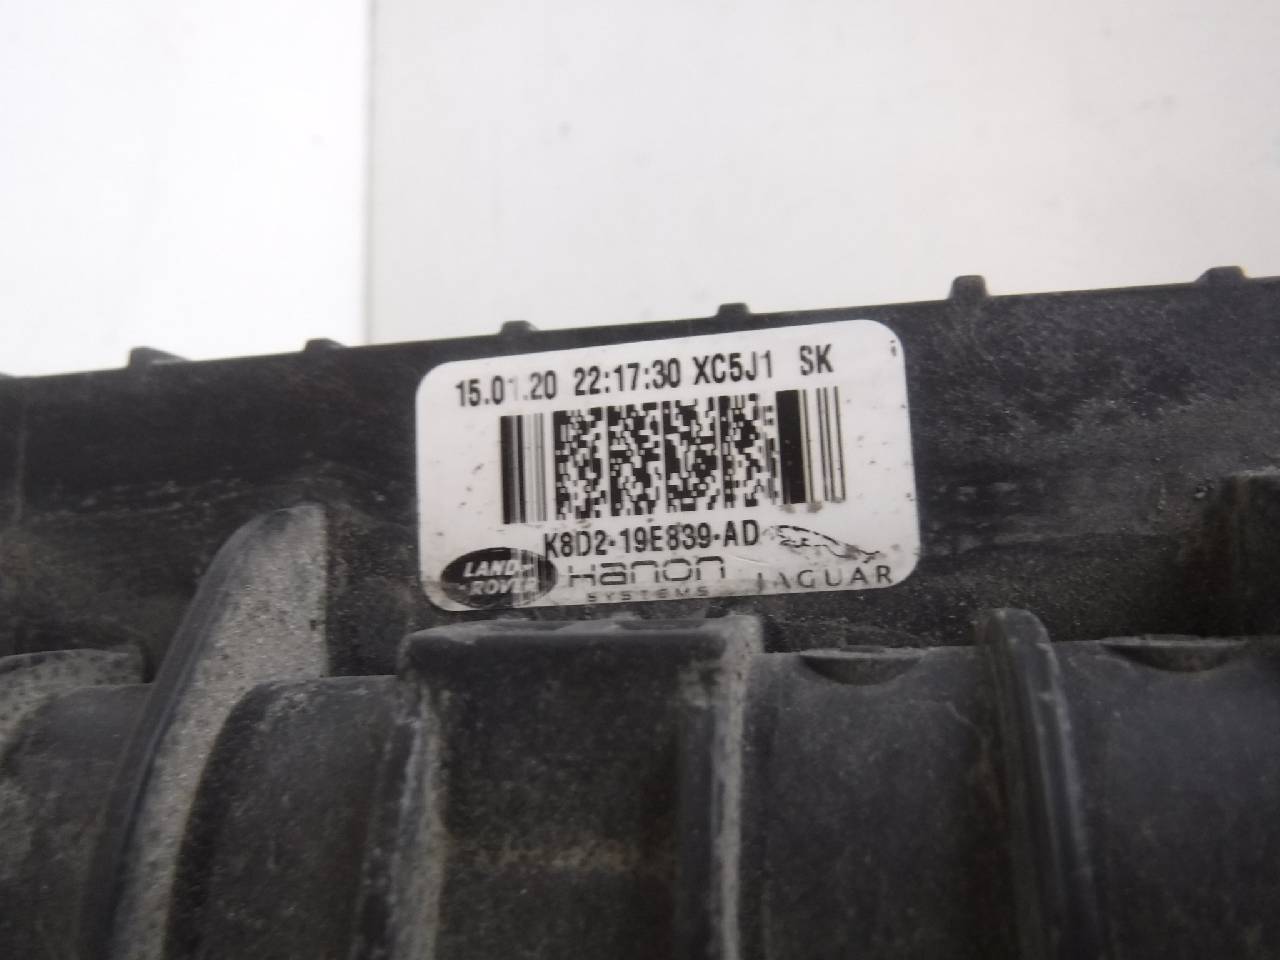 15.01.20 22:17:30 XC5J1 SK
K8D2-19E839-AD
LAND-
-ROVER
Hanon
SYSTEMS
JAGUAR